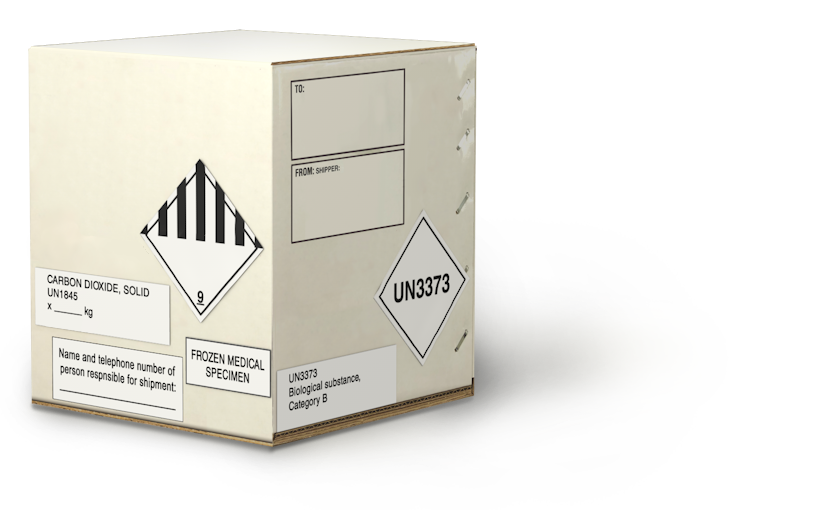 9
CARBON DIOXIDE, SOLID
UN1845
x ______ kg
Name and telephone number of
person respnsible for shipment:
FROZEN MEDICAL
SPECIMEN
TO:
FROM: SHIPPER:
UN3373
UN3373
Biological substance,
Category B